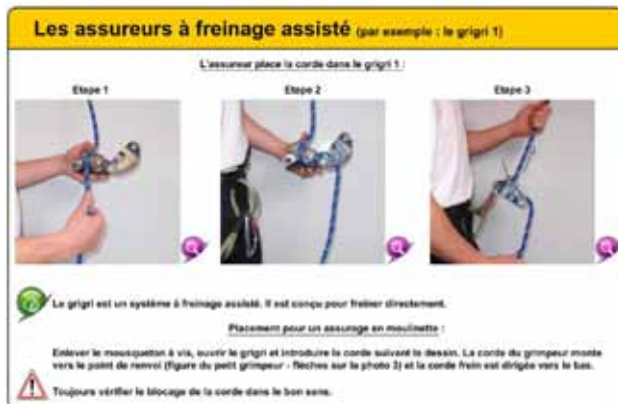 Les assureurs à freinage assisté (par exemple : le grigri 1)
L'assureur place la corde dans le grigri 1 :
Etape 1 Etape 2 Etape 3
Le grigri est un système à freinage assisté. Il est conçu pour freiner directement.
Placement pour un assurage en moulinette :
Enlever le mousqueton à vis, ouvrir le grigri et introduire la corde suivant le dessin. La corde du grimpeur monte
vers le point de renvoi (figure du petit grimpeur - flèches sur la photo 3) et la corde frein est dirigée vers le bas.
Toujours vérifier le blocage de la corde dans le bon sens.